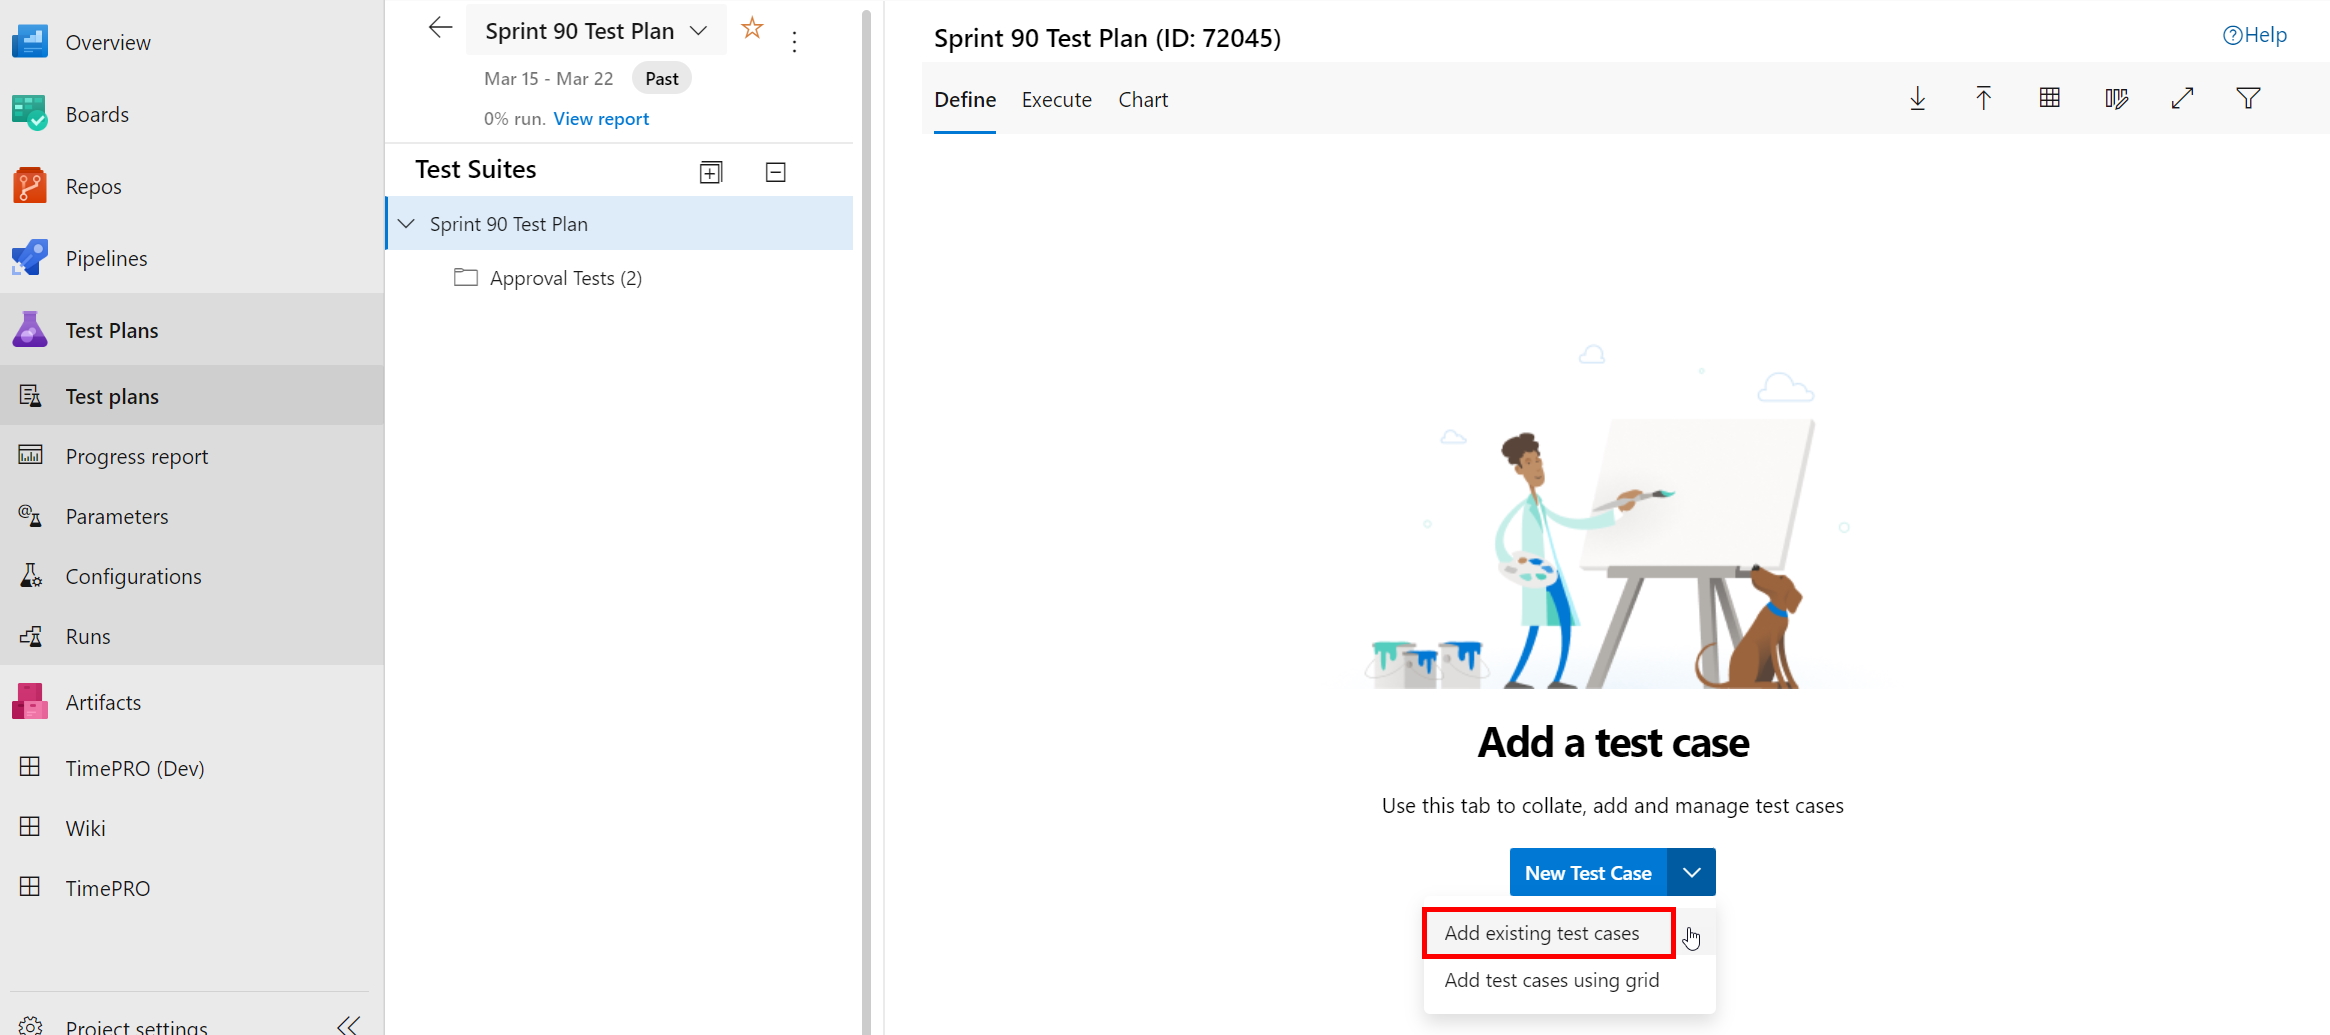 Overview
Boards
Repos
Pipelines
Test Plans
Test plans
Progress report
Parameters
Configurations
Runs
Artifacts
TimePRO (Dev)
Wiki
TimePRO
Project settings
Sprint 90 Test Plan
Mar 15 - Mar 22 Past
0% run. View report
Test Suites
Sprint 90 Test Plan
Approval Tests (2)
Sprint 90 Test Plan (ID: 72045)
Help
Define Execute Chart
Add a test case
Use this tab to collate, add and manage test cases
New Test Case
Add existing test cases
Add test cases using grid